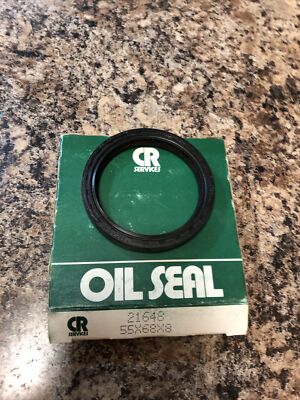 CR
SERVICES
OIL SEAL
21648
CR
SERVICES
55X68X8